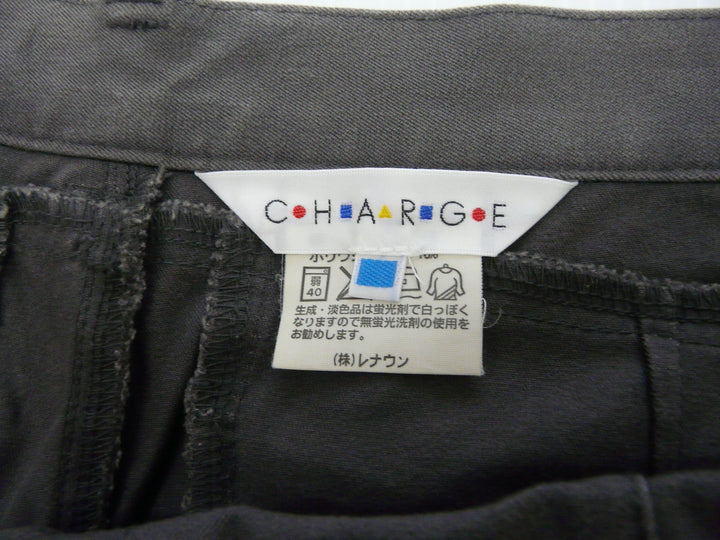 CHARGE
弱
40
生成・淡色品は蛍光剤で白っぽく
なりますので無蛍光洗剤の使用を
お勧めします。
(株)レナウン